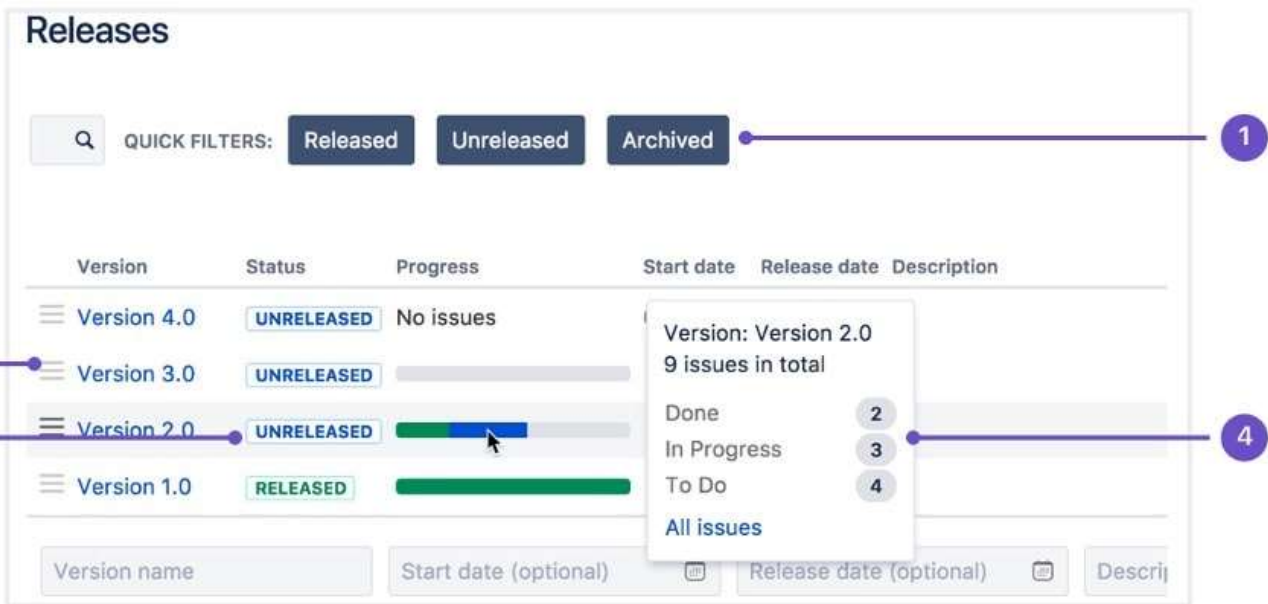 Releases
QUICK FILTERS: Released Unreleased Archived
1
Version Status Progress Start date Release date Description
Version 4.0 UNRELEASED No issues
Version: Version 2.0
9 issues in total
Version 3.0 UNRELEASED
Done 2
Version 2.0 UNRELEASED
In Progress 3
4
To Do 4
Version 1.0 RELEASED
All issues
Version name Start date (optional) Release date (optional)